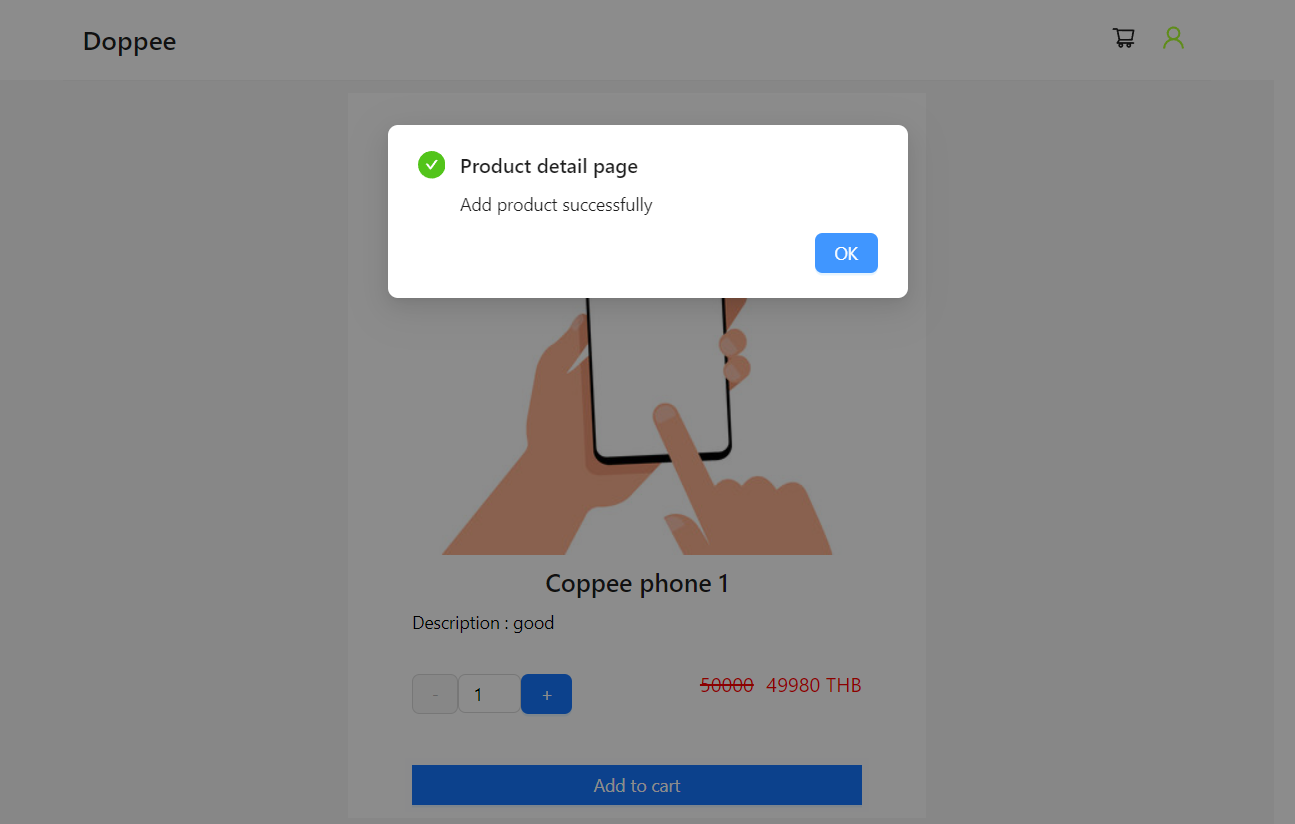 Doppee
Product detail page
Add product successfully
OK
Coppee phone 1
Description : good
- 1 + 50000 49980 THB
Add to cart